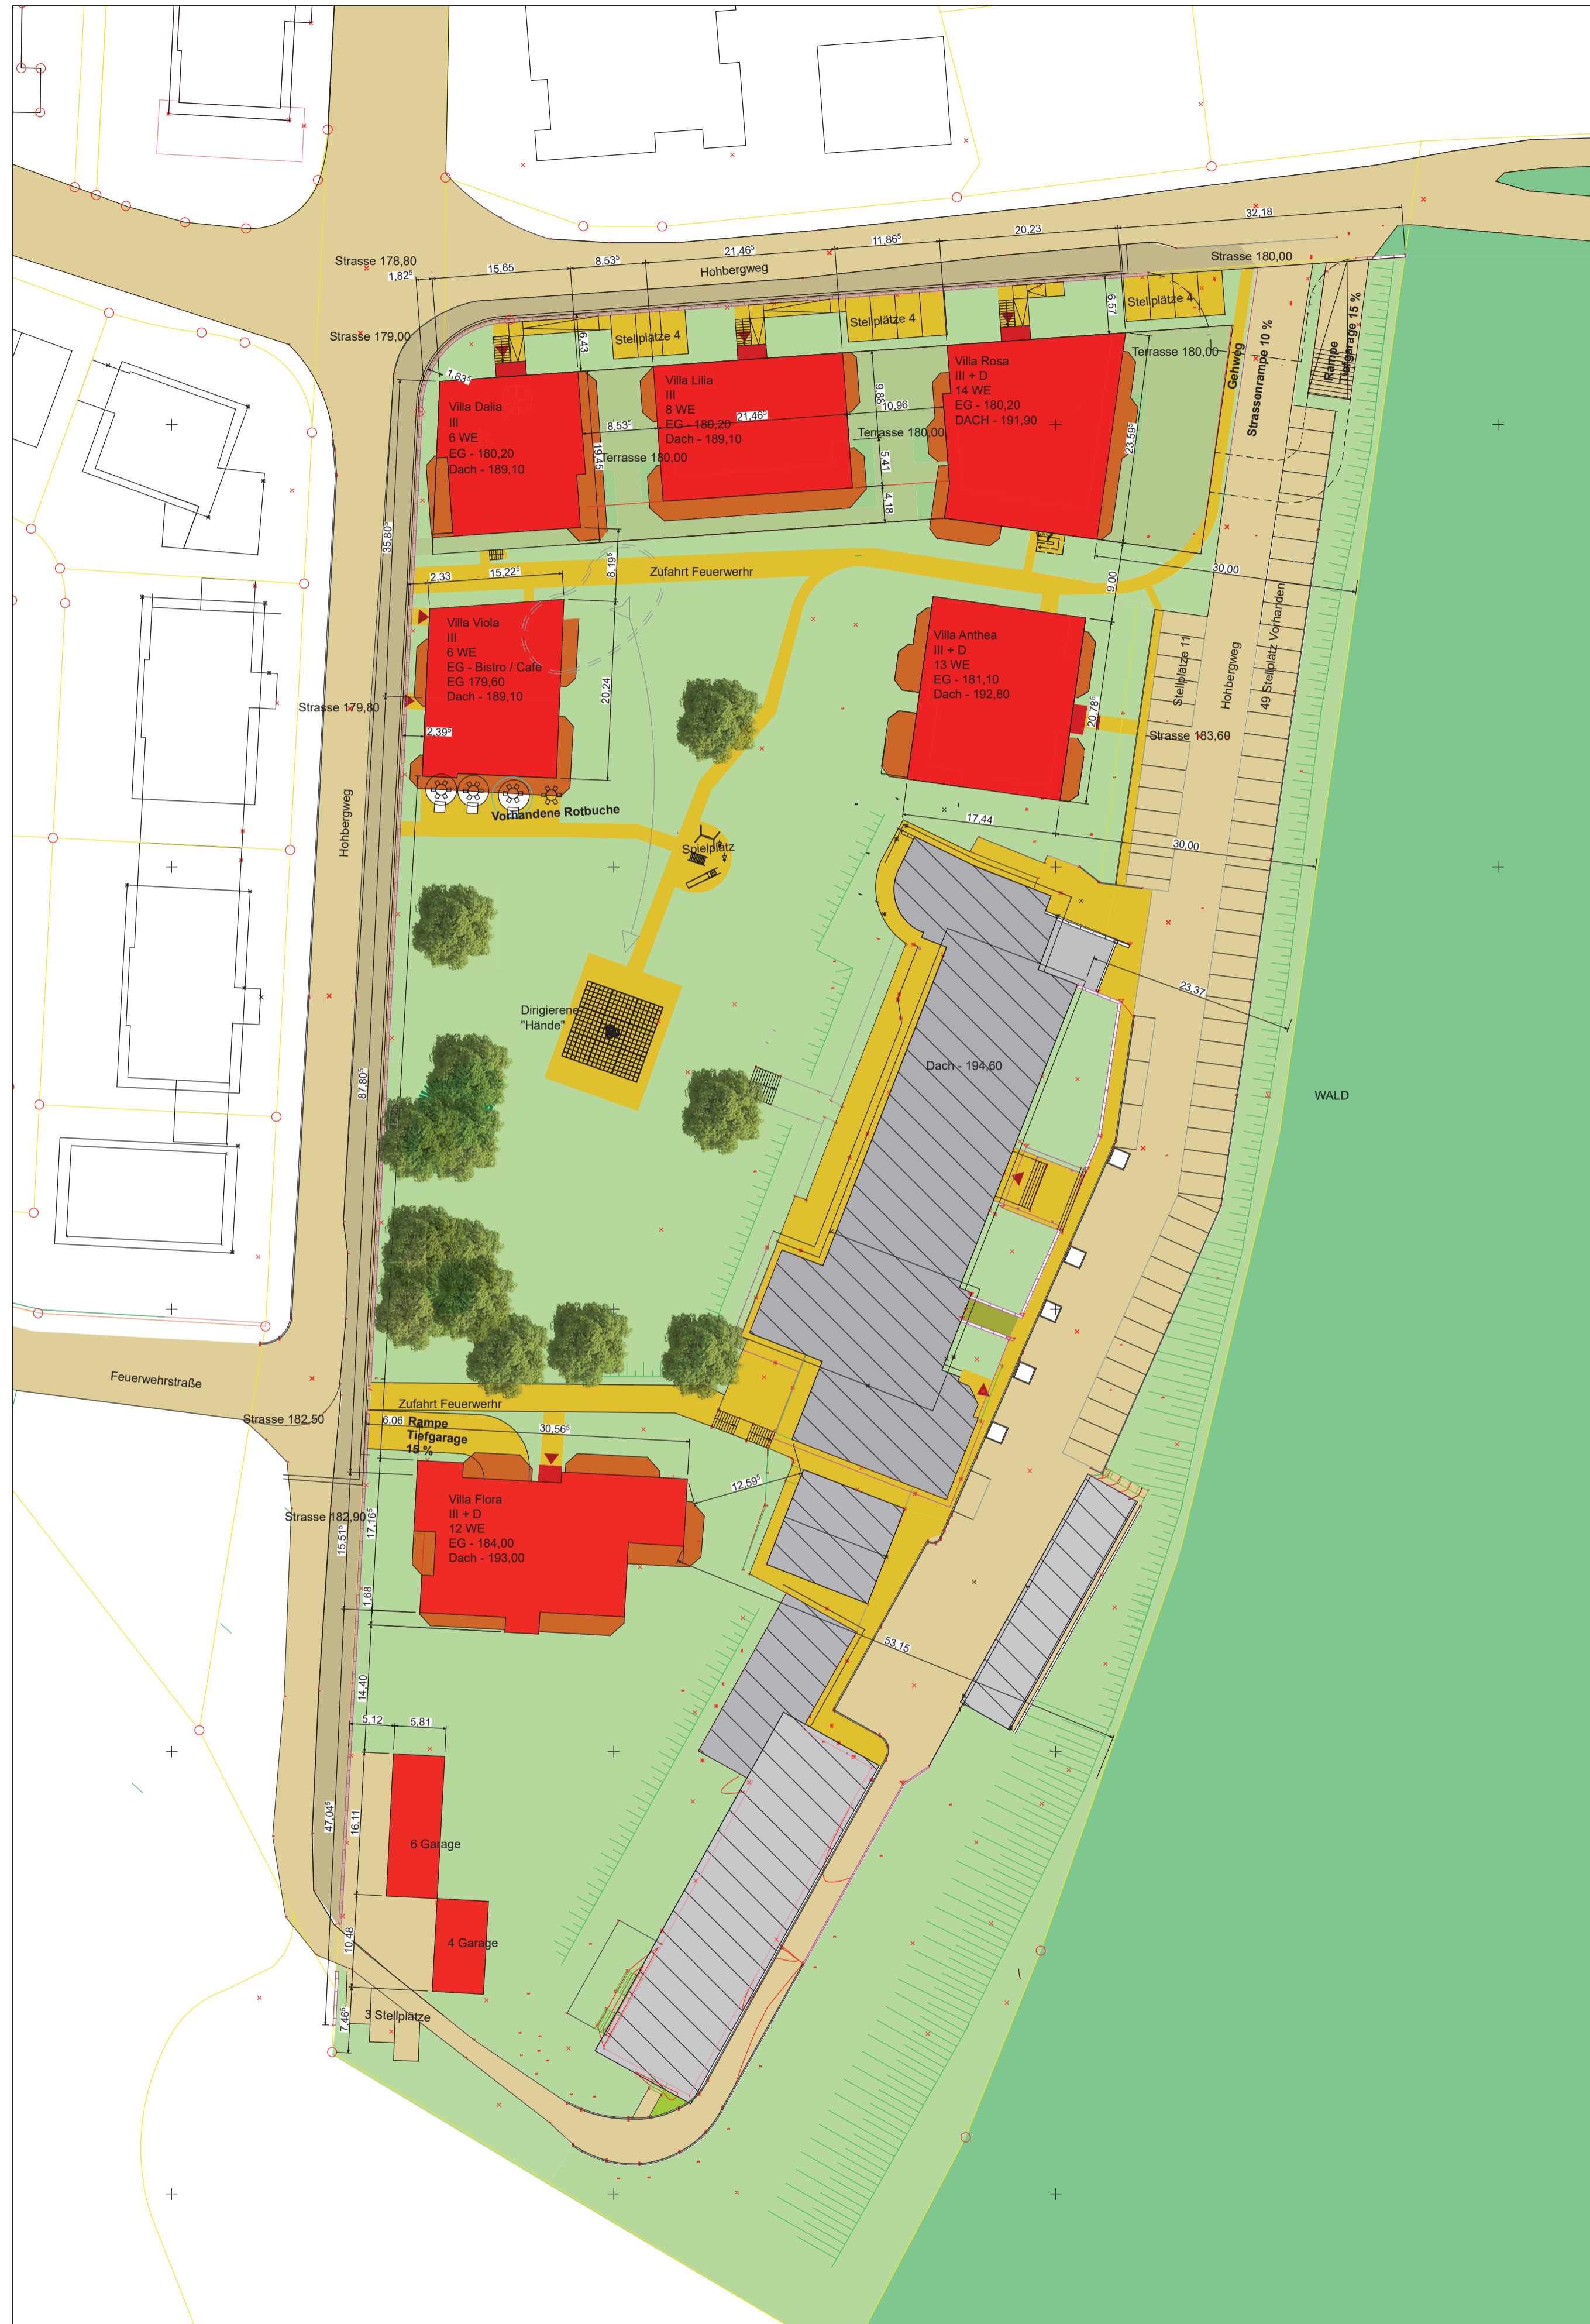 32,18
20,23
11,86⁵
21,46⁵
8,53⁵
15,65
1,82⁵
Strasse 178,80
Hohbergweg
Strasse 180,00
Strasse 179,00
Stellplätze 4
Stellplätze 4
Stellplätze 4
6,43
6,57
1,83⁵
Rampe
Tiefgarage 15 %
Strassenrampe 10 %
Gehweg
Terrasse 180,00
Villa Dalia
III
6 WE
EG - 180,20
Dach - 189,10
Villa Lilia
III
8 WE
EG - 180,20
Dach - 189,10
Villa Rosa
III + D
14 WE
EG - 180,20
DACH - 191,90
8,53⁵
21,46⁵
9,86⁵
10,96
Terrasse 180,00
Terrasse 180,00
19,45
5,41
4,18
23,59⁵
35,80⁵
8,19⁵
Zufahrt Feuerwerhr
2,33
15,22⁵
9,00
30,00
Villa Viola
III
6 WE
EG - Bistro / Cafe
EG 179,60
Dach - 189,10
Villa Anthea
III + D
13 WE
EG - 181,10
Dach - 192,80
Stellplätze 11
Hohbergweg
49 Stellplätz Vorhanden
20,24
20,78⁵
Strasse 179,80
2,39⁵
Strasse 183,60
Vorhandene Rotbuche
Hohbergweg
17,44
30,00
Spielplatz
23,37
Dirigierene
"Hände"
Dach - 194,60
87,80⁵
WALD
Feuerwehrstraße
Zufahrt Feuerwerhr
Strasse 182,50
6,06
Rampe
Tiefgarage
15 %
30,56⁵
12,59⁵
Villa Flora
III + D
12 WE
EG - 184,00
Dach - 193,00
Strasse 182,90
15,51⁵
17,16⁵
1,68
53,15
14,40
5,12
5,81
47,04⁵
16,11
6 Garage
10,48
4 Garage
3 Stellplätze
7,46⁵